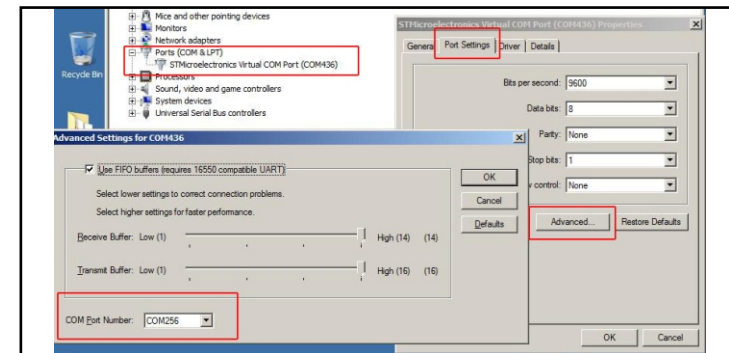 Mice and other pointing devices
Monitors
Network adapters
Ports (COM & LPT)
STMicroelectronics Virtual COM Port (COM436)
Processors
Sound, video and game controllers
System devices
Universal Serial Bus controllers
Recycle Bin
STMicroelectronics Virtual COM Port (COM436) Properties
General Port Settings Driver Details
Bits per second: 9600
Data bits: 8
Parity: None
Stop bits: 1
w control: None
Advanced... Restore Defaults
OK Cancel
Advanced Settings for COM436
Use FIFO buffers (requires 16550 compatible UART)
Select lower settings to correct connection problems.
Select higher settings for faster performance.
Receive Buffer: Low (1) High (14) (14)
Transmit Buffer: Low (1) High (16) (16)
COM Port Number: COM256
OK
Cancel
Defaults